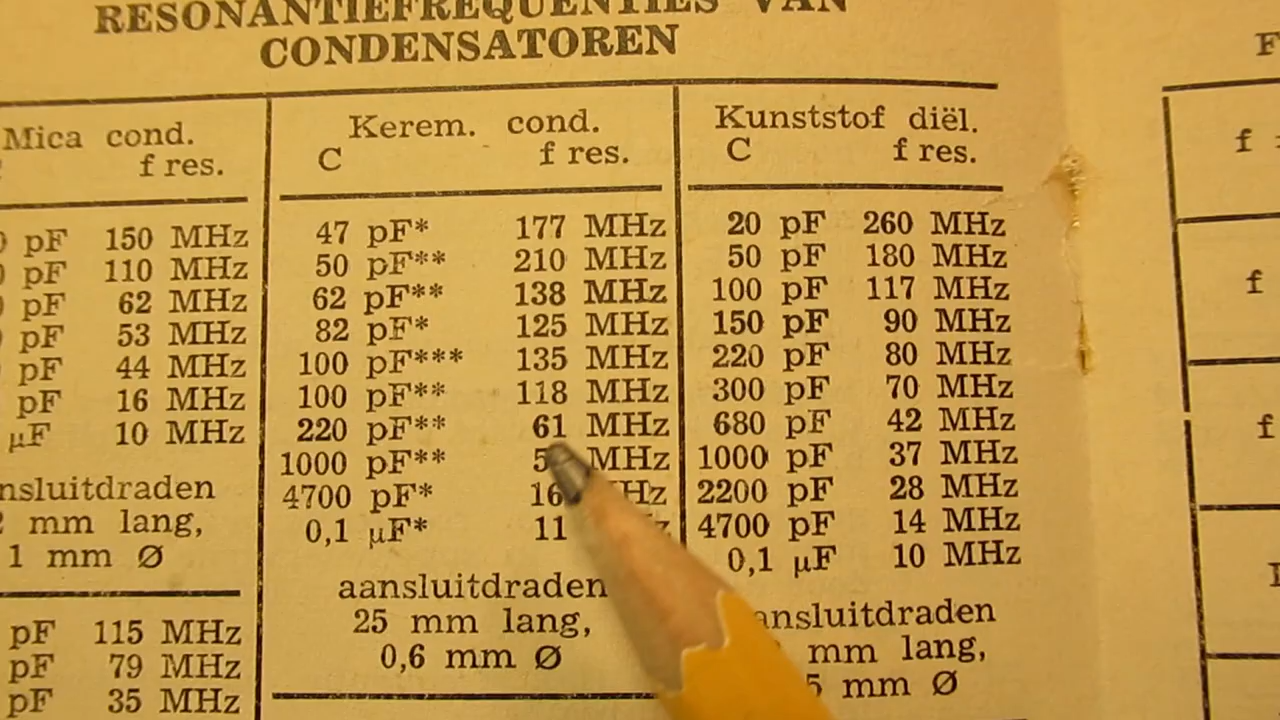 RESONANTIEFREQUENTIES VAN
CONDENSATOREN
Mica cond.
f res.
pF 150 MHz
pF 110 MHz
pF 62 MHz
pF 53 MHz
pF 44 MHz
pF 16 MHz
µF 10 MHz
mm lang,
1 mm Ø
pF 115 MHz
pF 79 MHz
pF 35 MHz
Kerem. cond.
C f res.
47 pF* 177 MHz
50 pF** 210 MHz
62 pF** 138 MHz
82 pF* 125 MHz
100 pF*** 135 MHz
100 pF** 118 MHz
220 pF** 61 MHz
1000 pF** MHz
4700 pF* 16
0,1 µF* 11
aansluitdraden
25 mm lang,
0,6 mm Ø
Kunststof diël.
C f res.
20 pF 260 MHz
50 pF 180 MHz
100 pF 117 MHz
150 pF 90 MHz
220 pF 80 MHz
300 pF 70 MHz
680 pF 42 MHz
1000 pF 37 MHz
2200 pF 28 MHz
4700 pF 14 MHz
0,1 µF 10 MHz
mm lang,
mm Ø
f
f
f